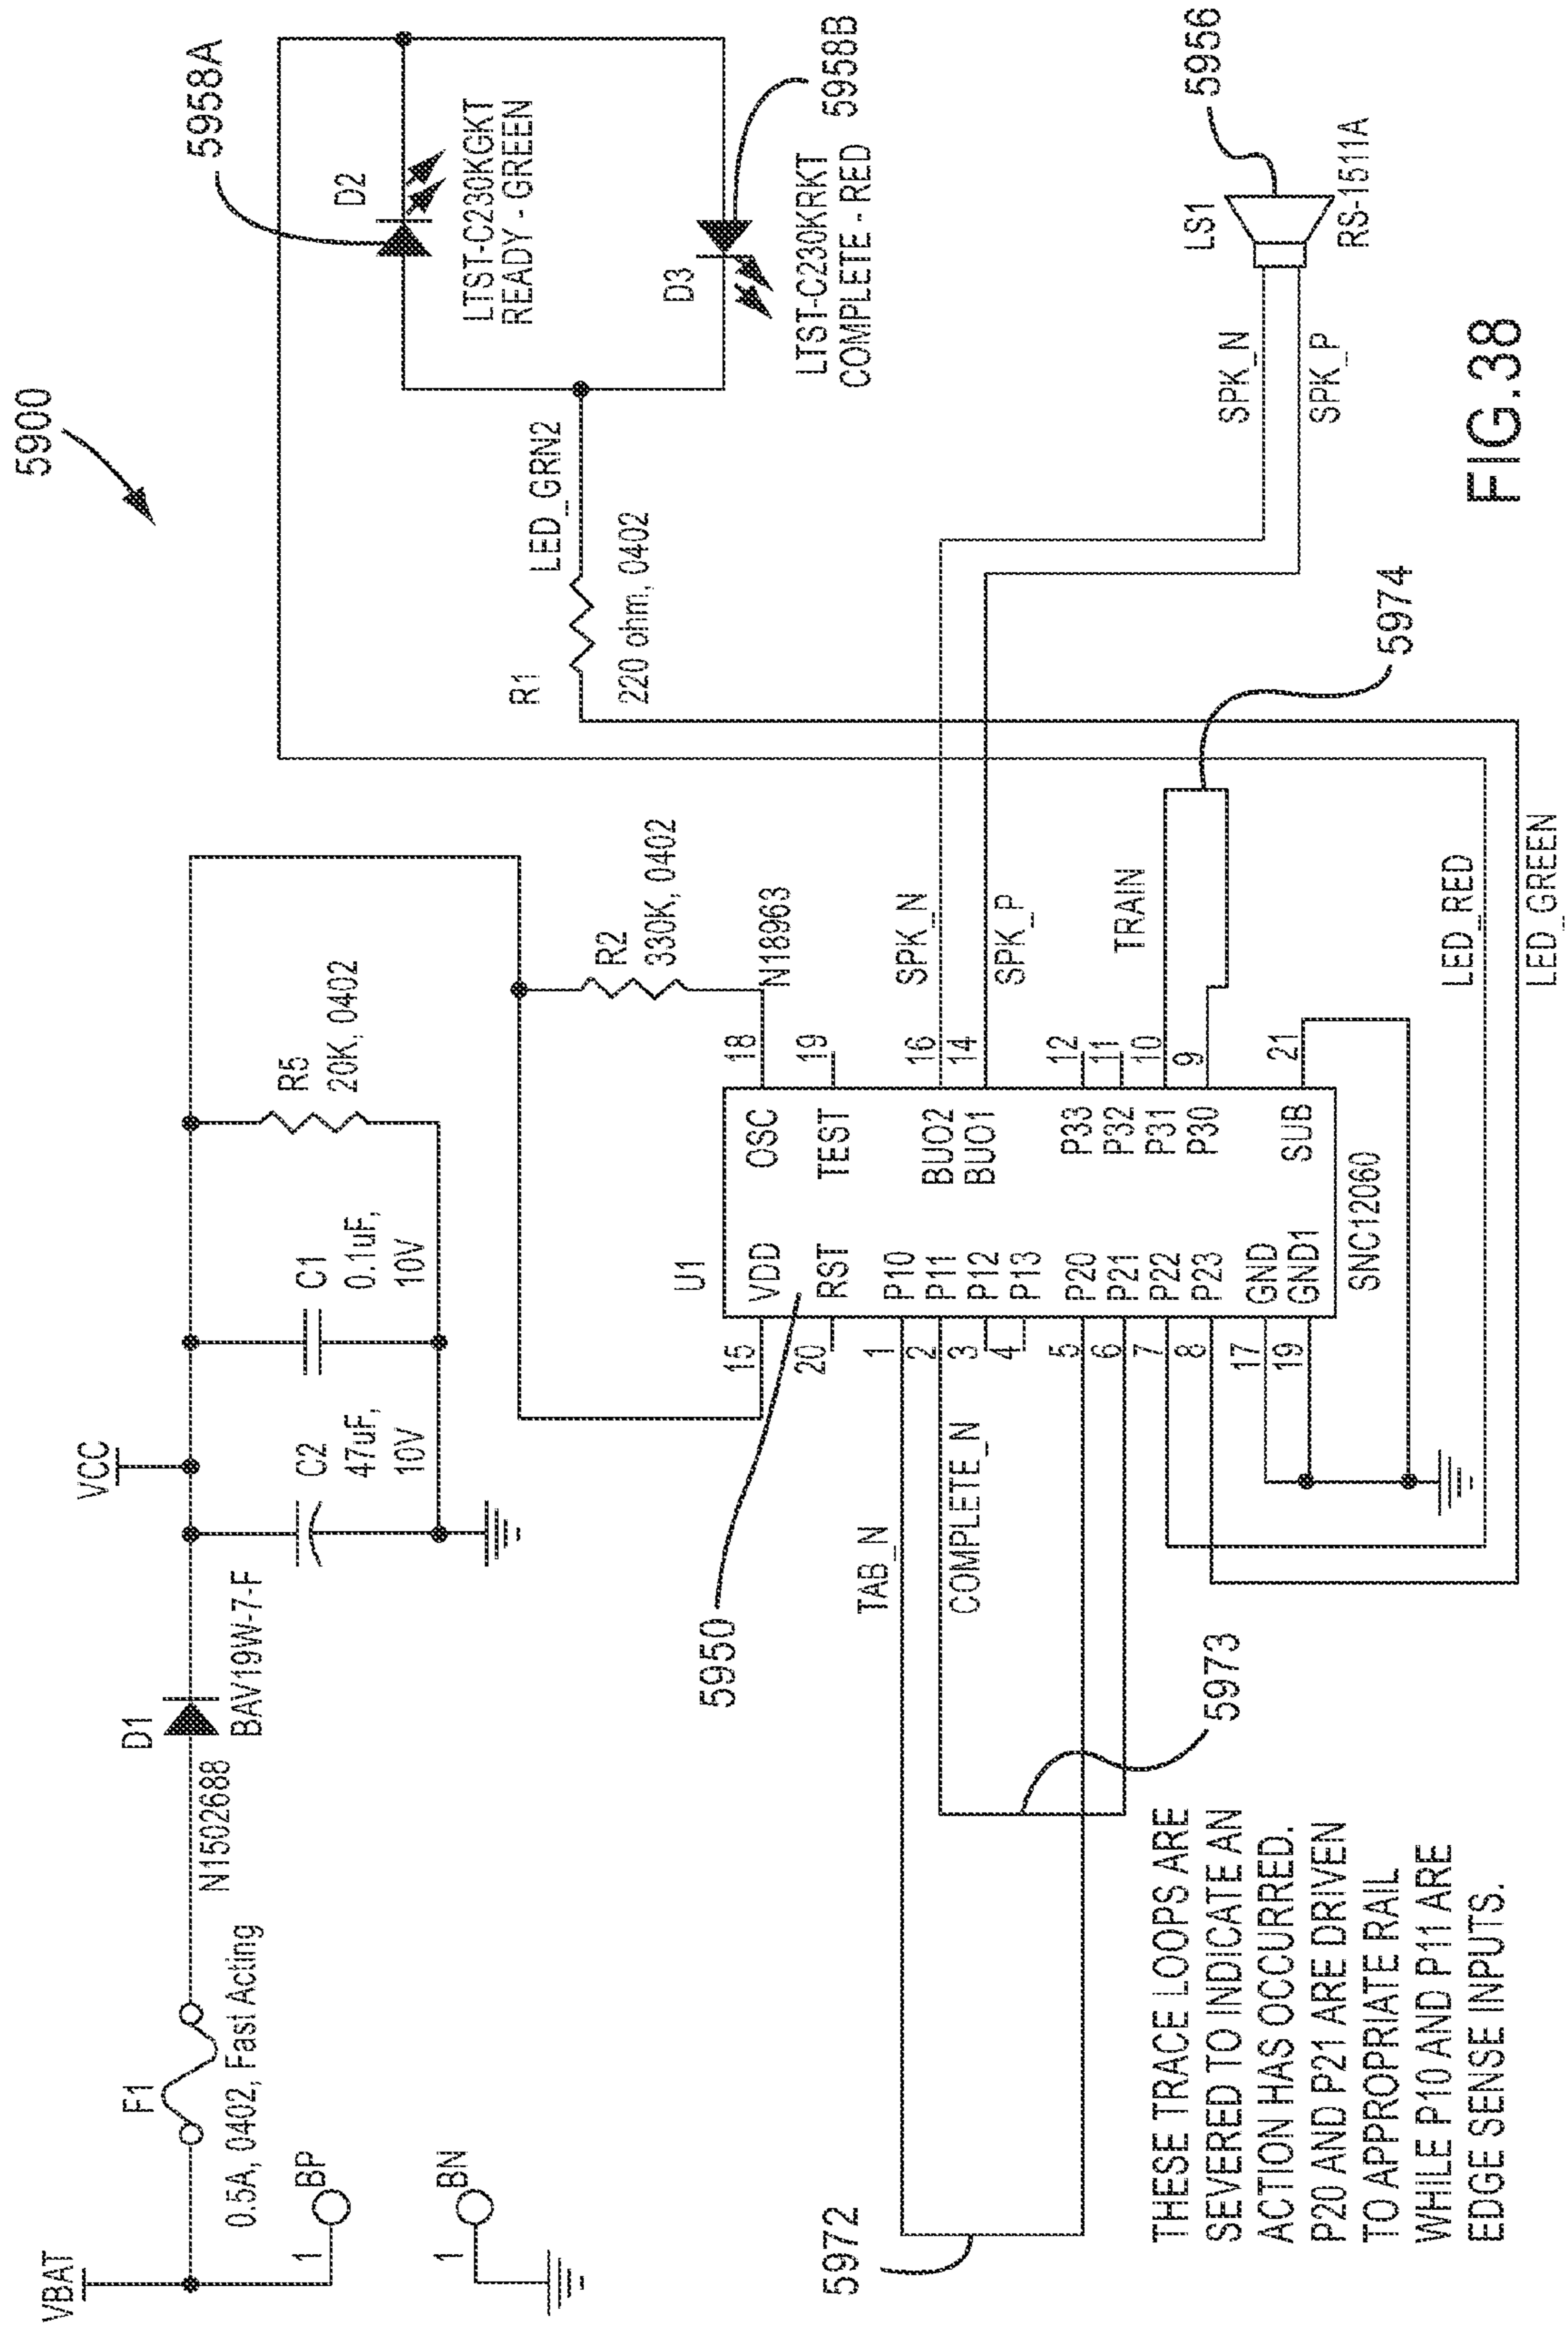 5900
VBAT
F1
0.5A, 0402, Fast Acting
1
BP
1
BN
N1502688
D1
BAV19W-7-F
VCC
C2
47uF,
10V
C1
0.1uF,
10V
R5
20K, 0402
R2
330K, 0402
N18963
5958A
D2
LTST-C230KGKT
READY - GREEN
D3
LTST-C230KRKT
COMPLETE - RED
5958B
LED_GRN2
R1
220 ohm, 0402
5950
U1
15
VDD
20
RST
1
P10
2
P11
3
P12
4
P13
5
P20
6
P21
7
P22
8
P23
17
GND
19
GND1
OSC
18
TEST
19
BUO2
16
BUO1
14
P33
12
P32
11
P31
10
P30
9
SUB
21
SNC12060
SPK_N
SPK_P
SPK_N
SPK_P
LS1
RS-1511A
5956
TRAIN
5974
TAB_N
COMPLETE_N
5972
5973
LED_RED
LED_GREEN
THESE TRACE LOOPS ARE
SEVERED TO INDICATE AN
ACTION HAS OCCURRED.
P20 AND P21 ARE DRIVEN
TO APPROPRIATE RAIL
WHILE P10 AND P11 ARE
EDGE SENSE INPUTS.
FIG.38